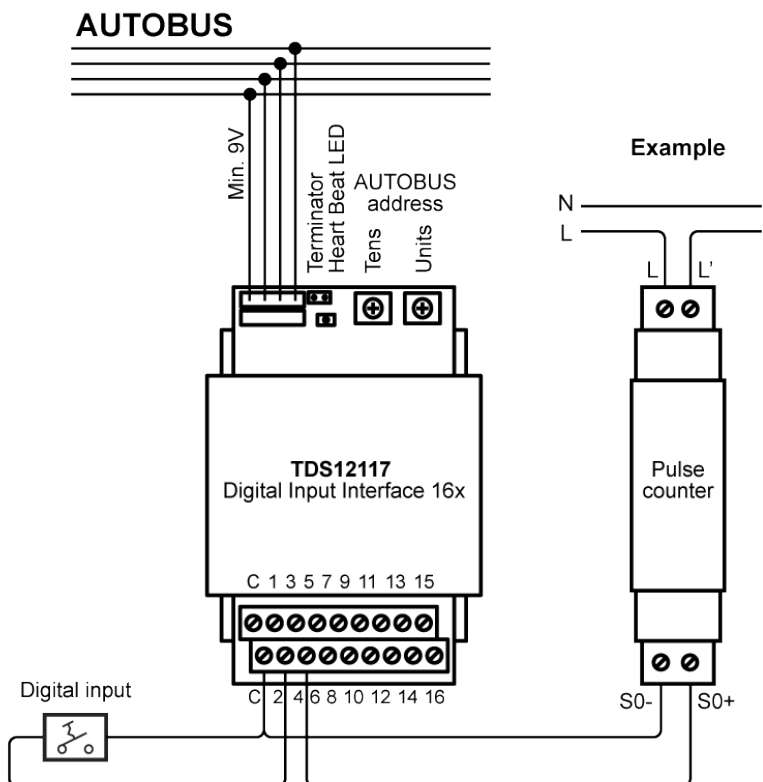 AUTOBUS
Min. 9V
Terminator
Heart Beat LED
AUTOBUS
address
Tens
Units
Example
N
L
L L’
TDS12117
Digital Input Interface 16x
Pulse
counter
C 1 3 5 7 9 11 13 15
C 2 4 6 8 10 12 14 16
S0- S0+
Digital input